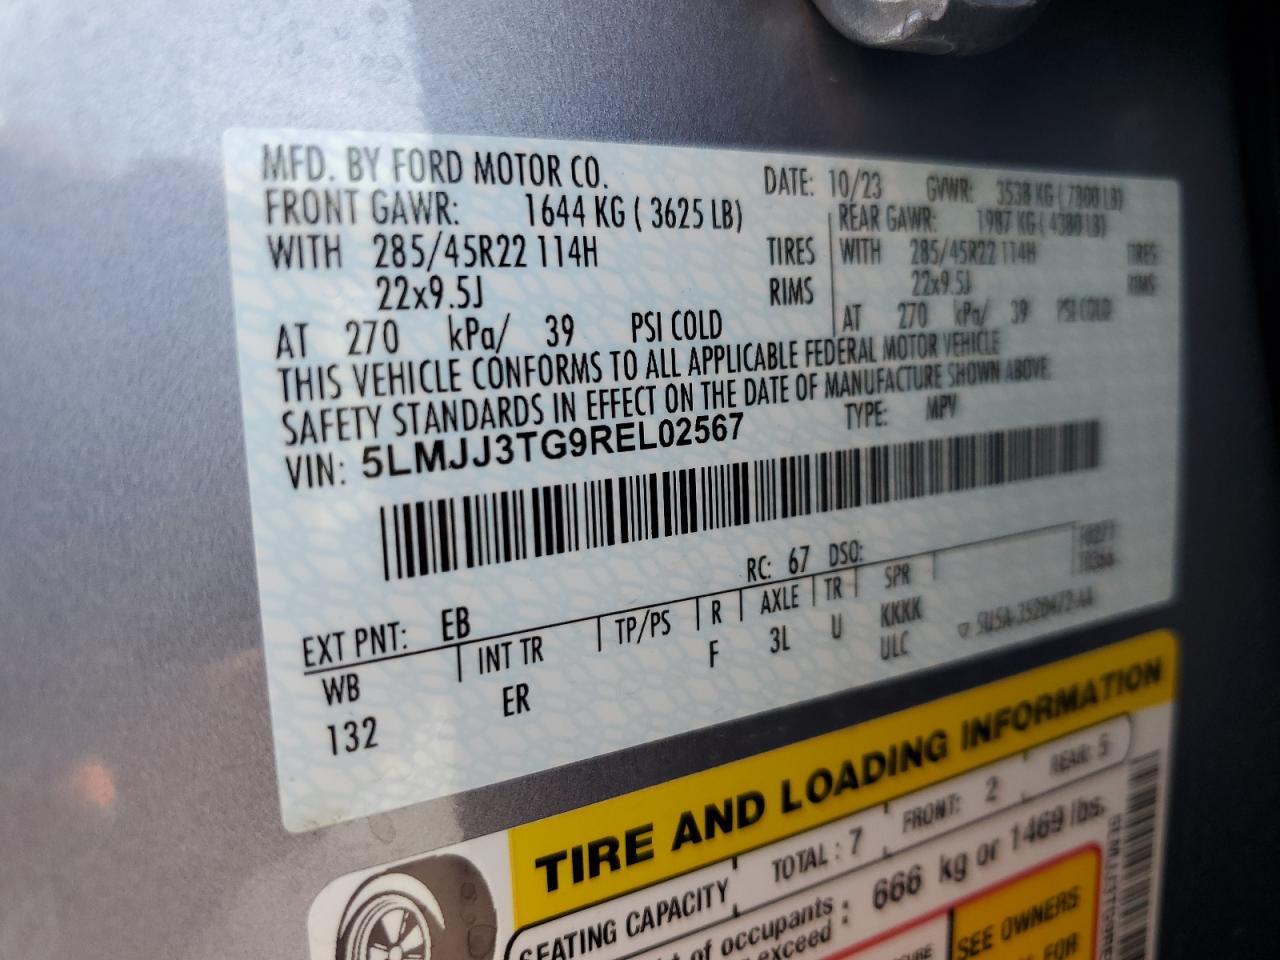 MFD. BY FORD MOTOR CO.
DATE: 10/23 GVWR: 3538 KG ( 7800 LB)
FRONT GAWR: 1644 KG ( 3625 LB)
REAR GAWR: 1987 KG ( 4380 LB)
WITH 285/45R22 114H TIRES
WITH 285/45R22 114H TIRES
22x9.5J RIMS
22x9.5J RIMS
AT 270 kPa/ 39 PSI COLD
AT 270 kPa/ 39 PSI COLD
THIS VEHICLE CONFORMS TO ALL APPLICABLE FEDERAL MOTOR VEHICLE
SAFETY STANDARDS IN EFFECT ON THE DATE OF MANUFACTURE SHOWN ABOVE.
VIN: 5LMJJ3TG9REL02567 TYPE: MPV
EXT PNT: EB RC: 67 DSO:
WB INT TR TP/PS R AXLE TR SPR
132 ER F 3L U KKKK
ULC
TIRE AND LOADING INFORMATION
SEATING CAPACITY TOTAL : 7 FRONT: 2 REAR: 5
of occupants : 666 kg or 1469 lbs.
exceed
SEE OWNERS
FOR